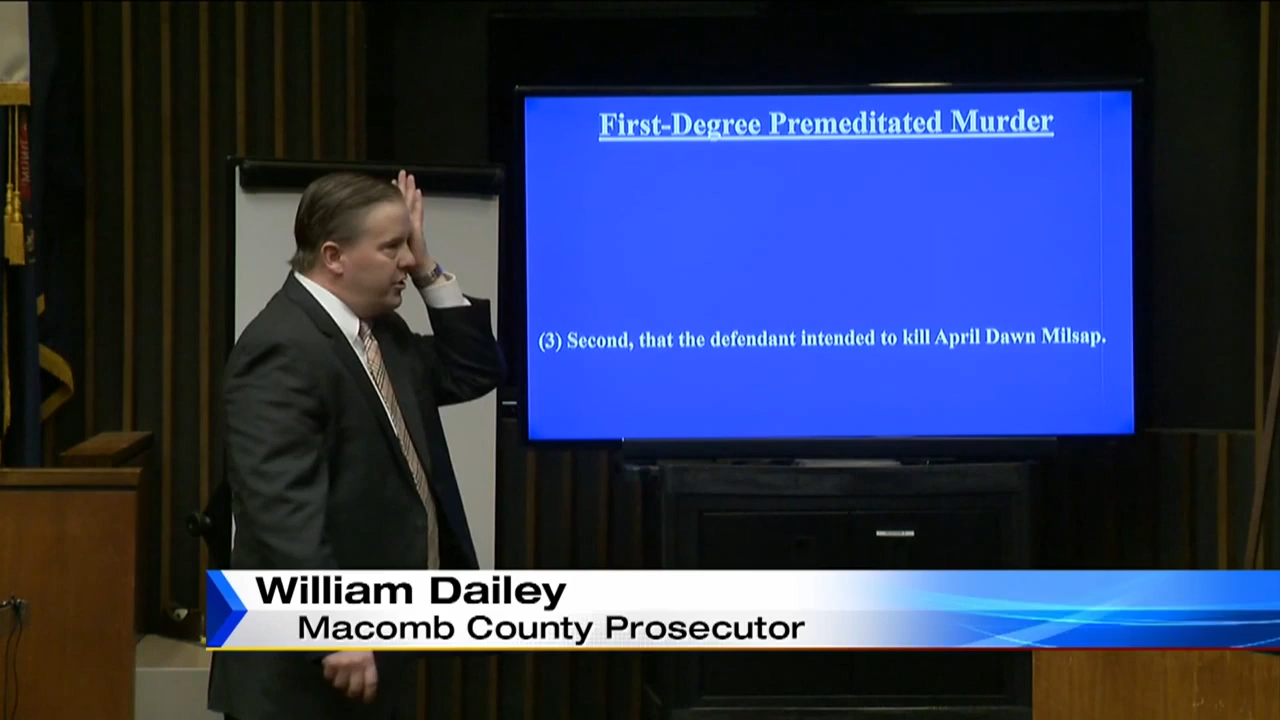 First-Degree Premeditated Murder
(3) Second, that the defendant intended to kill April Dawn Milsap.
William Dailey
Macomb County Prosecutor